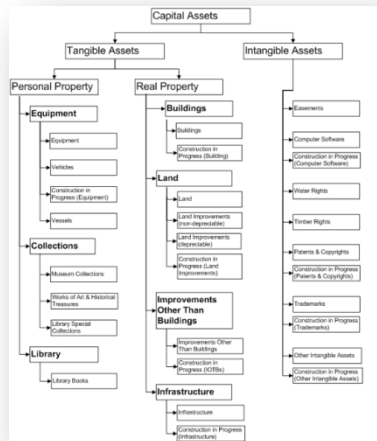 Capital Assets
Tangible Assets
Intangible Assets
Personal Property
Real Property
Equipment
Equipment
Vehicles
Construction in
Progress (Equipment)
Vessels
Collections
Museum Collections
Works of Art & Historical
Treasures
Library Special
Collections
Library
Library Books
Buildings
Buildings
Construction in
Progress (Building)
Land
Land
Land Improvements
(non-depreciable)
Land Improvements
(depreciable)
Construction in
Progress (Land
Improvements)
Improvements
Other Than
Buildings
Improvements Other
Than Buildings
Construction in
Progress (IOTBs)
Infrastructure
Infrastructure
Construction in Progress
(Infrastructure)
Easements
Computer Software
Construction in Progress
(Computer Software)
Water Rights
Timber Rights
Patents & Copyrights
Construction in Progress
(Patents & Copyrights)
Trademarks
Construction in Progress
(Trademarks)
Other Intangible Assets
Construction in Progress
(Other Intangible Assets)